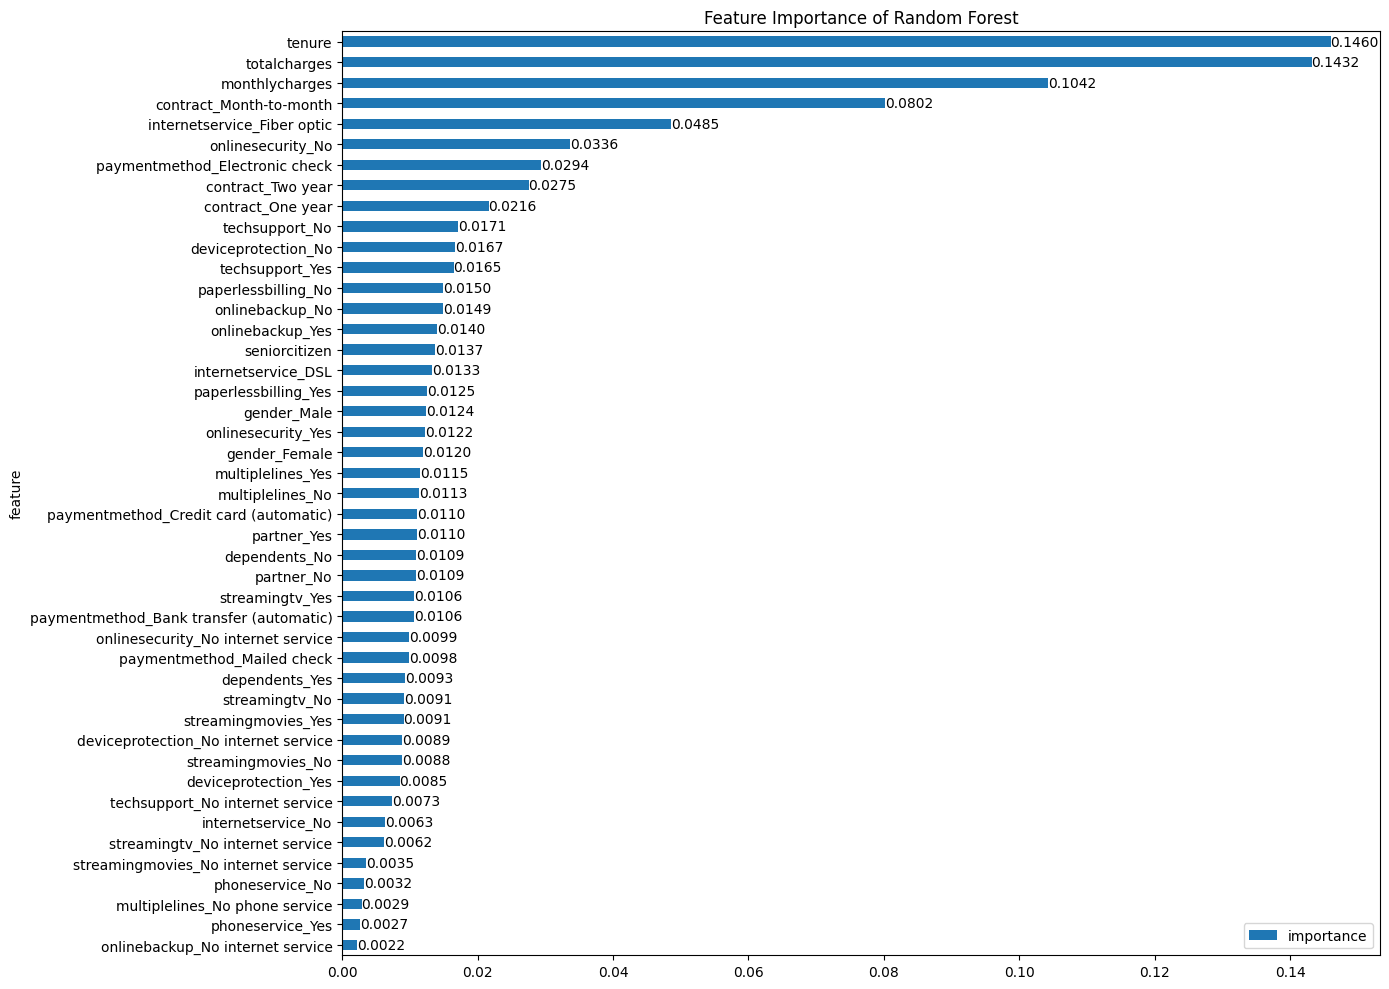 Feature Importance of Random Forest
feature
tenure 0.1460
totalcharges 0.1432
monthlycharges 0.1042
contract_Month-to-month 0.0802
internetservice_Fiber optic 0.0485
onlinesecurity_No 0.0336
paymentmethod_Electronic check 0.0294
contract_Two year 0.0275
contract_One year 0.0216
techsupport_No 0.0171
deviceprotection_No 0.0167
techsupport_Yes 0.0165
paperlessbilling_No 0.0150
onlinebackup_No 0.0149
onlinebackup_Yes 0.0140
seniorcitizen 0.0137
internetservice_DSL 0.0133
paperlessbilling_Yes 0.0125
gender_Male 0.0124
onlinesecurity_Yes 0.0122
gender_Female 0.0120
multiplelines_Yes 0.0115
multiplelines_No 0.0113
paymentmethod_Credit card (automatic) 0.0110
partner_Yes 0.0110
dependents_No 0.0109
partner_No 0.0109
streamingtv_Yes 0.0106
paymentmethod_Bank transfer (automatic) 0.0106
onlinesecurity_No internet service 0.0099
paymentmethod_Mailed check 0.0098
dependents_Yes 0.0093
streamingtv_No 0.0091
streamingmovies_Yes 0.0091
deviceprotection_No internet service 0.0089
streamingmovies_No 0.0088
deviceprotection_Yes 0.0085
techsupport_No internet service 0.0073
internetservice_No 0.0063
streamingtv_No internet service 0.0062
streamingmovies_No internet service 0.0035
phoneservice_No 0.0032
multiplelines_No phone service 0.0029
phoneservice_Yes 0.0027
onlinebackup_No internet service 0.0022
importance
0.00 0.02 0.04 0.06 0.08 0.10 0.12 0.14